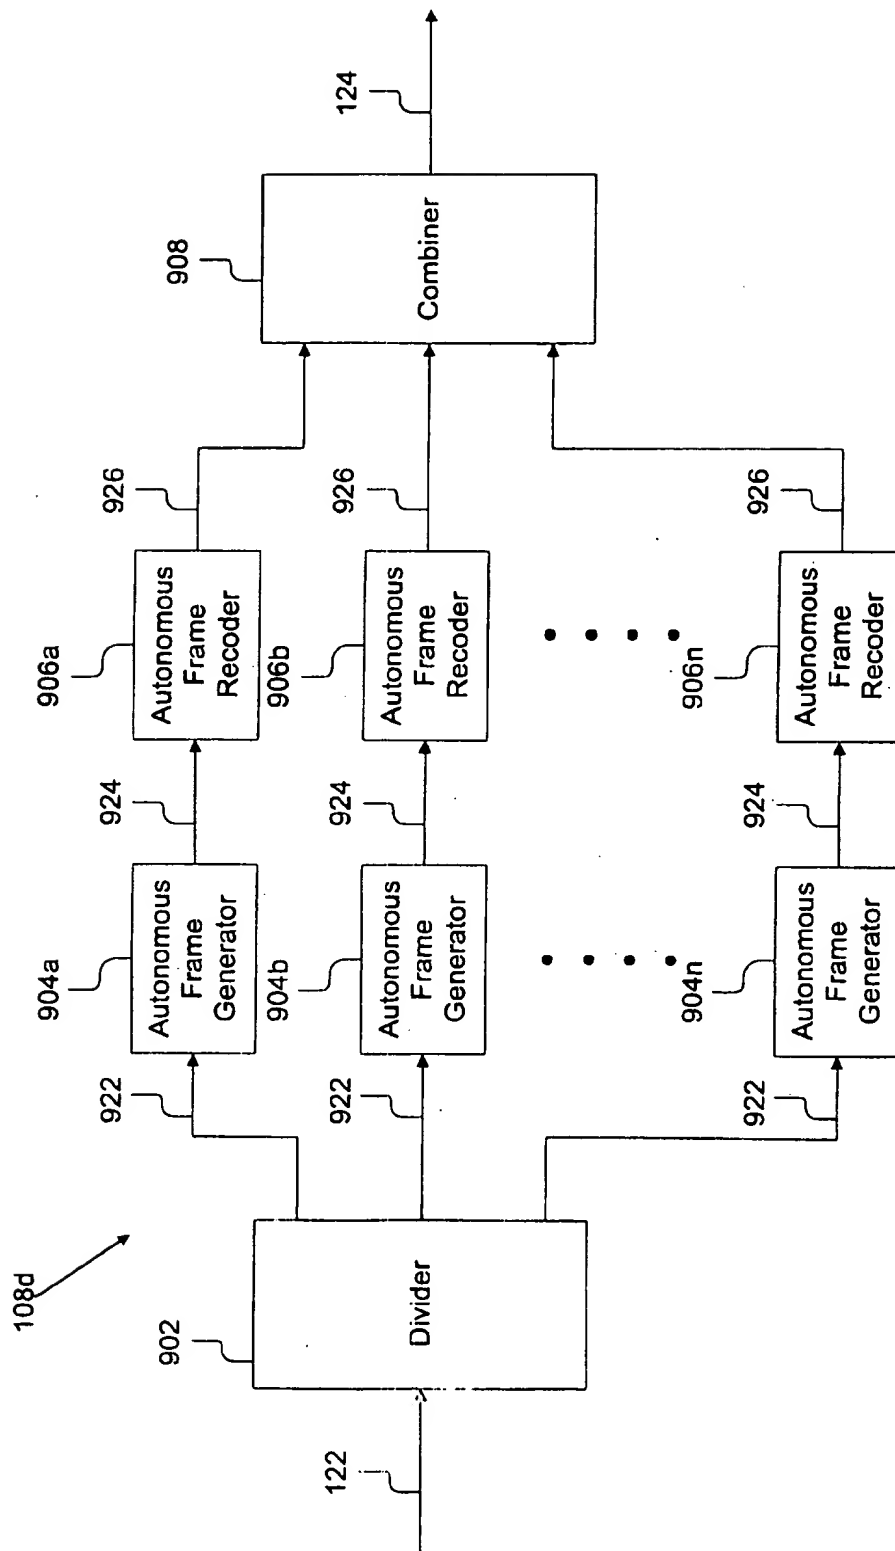 108d
122
902
Divider
922
904a
Autonomous
Frame
Generator
924
906a
Autonomous
Frame
Recoder
926
922
904b
Autonomous
Frame
Generator
924
906b
Autonomous
Frame
Recoder
926
922
904n
Autonomous
Frame
Generator
924
906n
Autonomous
Frame
Recoder
926
908
Combiner
124